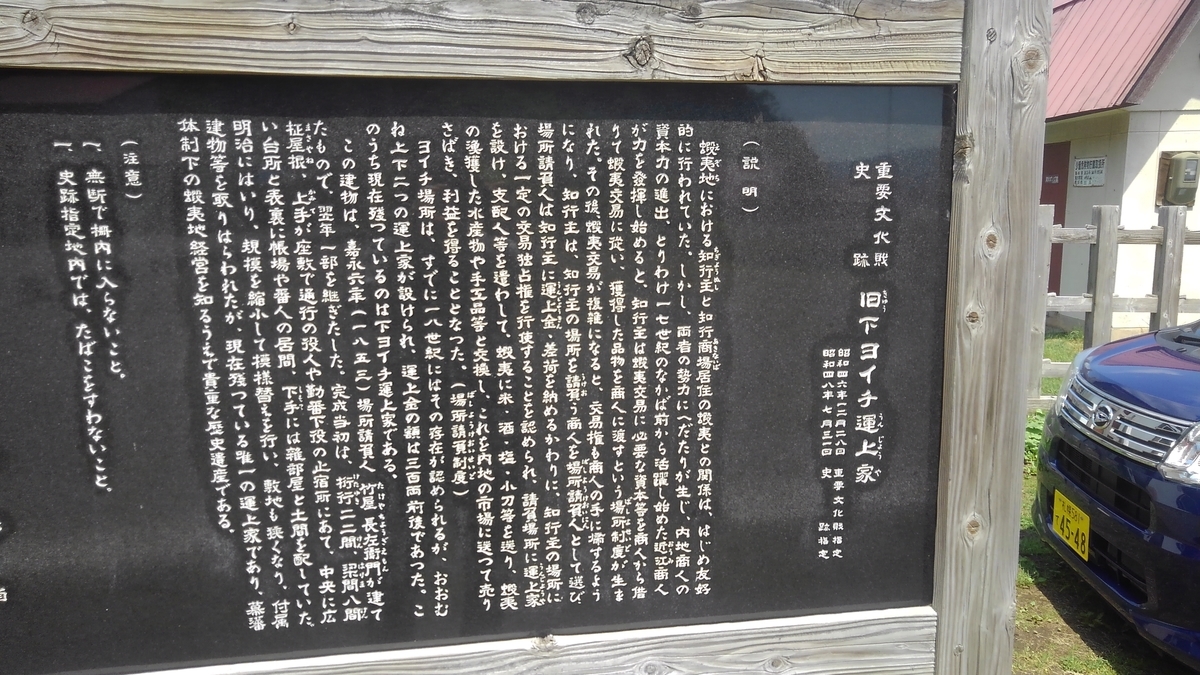 重要文化財
史跡
旧下ヨイチ運上家
昭和四六年一二月二八日 重要文化財指定
昭和四八年七月三一日 史跡指定
(説明)
蝦夷地における知行主と知行商場居住の蝦夷との関係は、はじめ友好
的に行われていた。しかし、両者の勢力にへだたりが生じ、内地商人の
資本力の進出、とりわけ一七世紀のなかば前から活躍し始めた近江商人
が力を発揮し始めると、知行主は蝦夷交易に必要な資本等を商人から借
りて蝦夷交易に従い、獲得した品物を商人に渡すという場所制度が生ま
れた。その後、蝦夷交易が複雑になると、交易権も商人の手に帰するよう
になり、知行主は、知行主の場所を請負う商人を場所請負人として選び、
場所請負人は知行主に運上金、差荷を納めるかわりに、知行主の場所に
おける一定の交易独占権を行使することを認められ、請負場所に運上家
を設け、支配人等を遣わして、蝦夷に米・酒・糀・小刀等を送り、蝦夷
の漁獲した水産物や手工品等と交換し、これを内地の市場に送って売り
さばき、利益を得ることとなった。(場所請負制度)
ヨイチ場所は、すでに一八世紀にはその存在が認められるが、おおむ
ね上下二つの運上家が設けられ、運上金の額は三百両前後であった。こ
のうち現在残っているのは下ヨイチ運上家である。
この建物は、嘉永六年(一八五三)場所請負人 竹屋長左衛門が建て
たもので、翌年一部を継ぎたした。完成当初は、桁行二二間、梁間八間、
柾屋根、上手が座敷で通行の役人や勤番下役の止宿所にあて、中央に広
い台所と表裏に帳場や番人の居間、下手には雑部屋と土間を配していた。
明治にはいり、規模を縮小して模様替えを行い、敷地も狭くなり、付属
建物等を取りはらわれたが、現在残っている唯一の運上家であり、幕藩
体制下の蝦夷地経営を知るうえで貴重な歴史遺産である。
(注意)
一、無断で柵内に入らないこと。
一、史跡指定地内では、たばこをすわないこと。
45-48